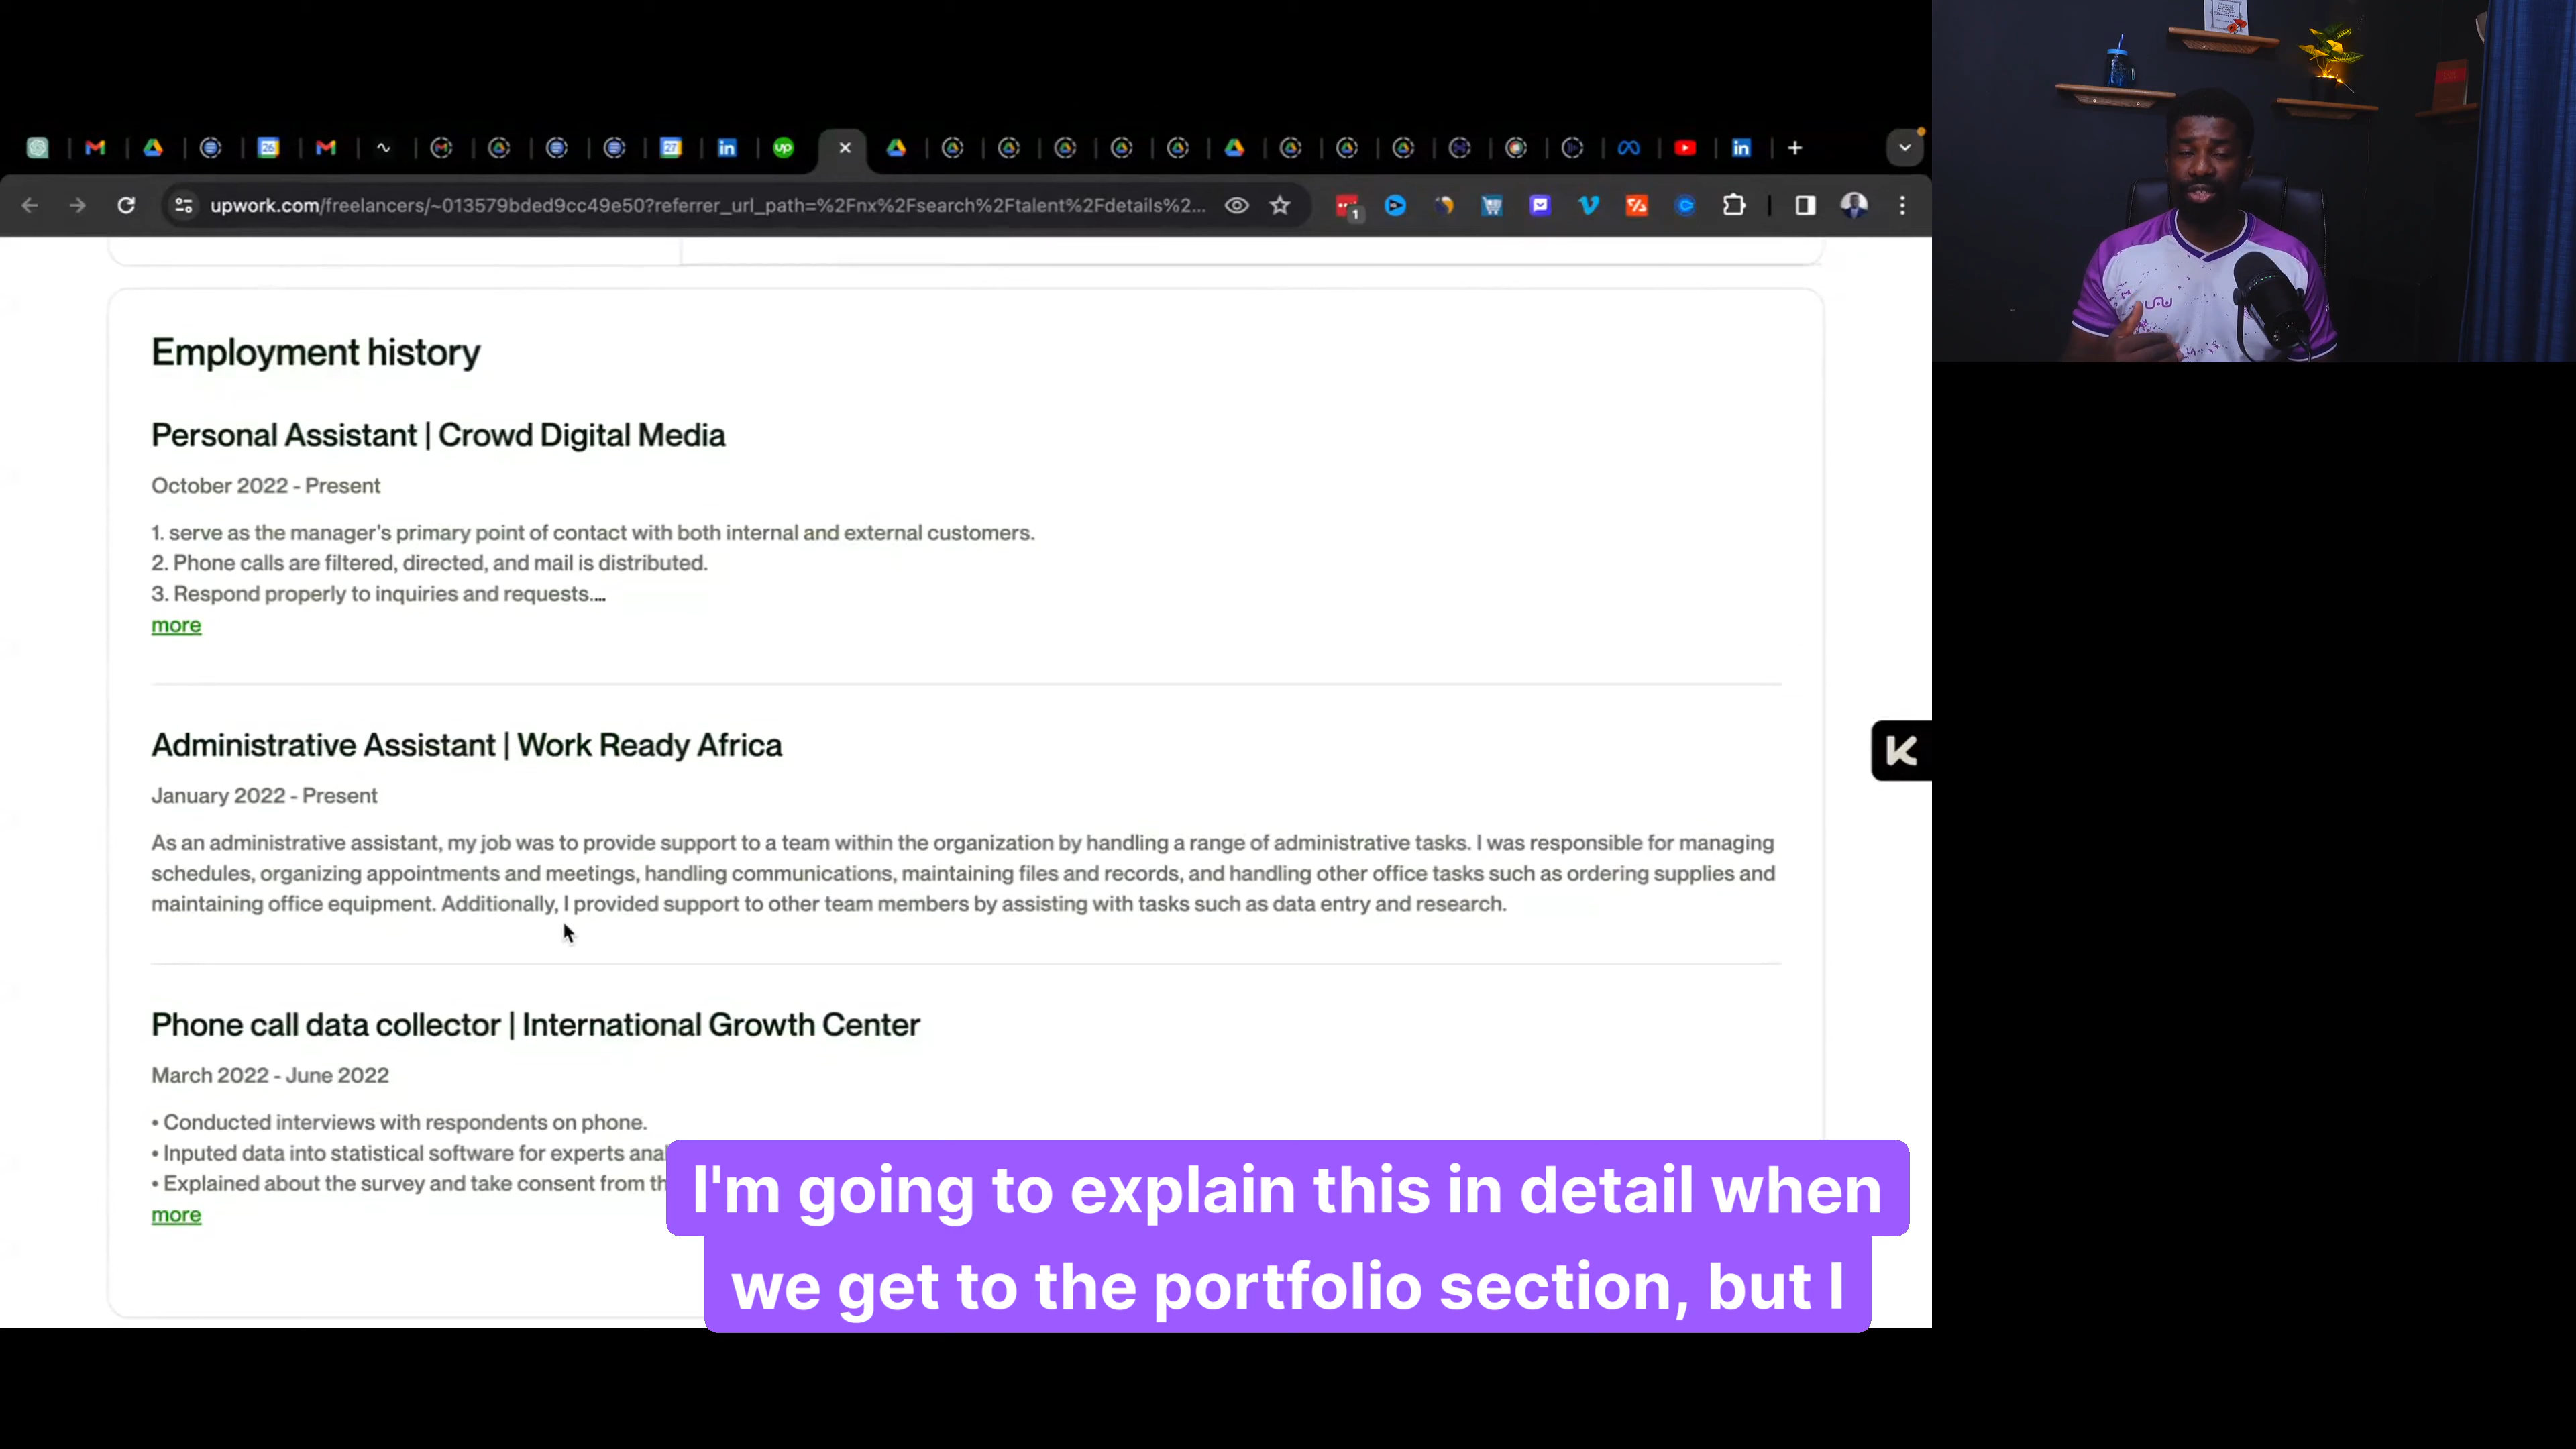 upwork.com/freelancers/~013579bded9cc49e50?referrer_url_path=%2Fnx%2Fsearch%2Ftalent%2Fdetails%2...
Employment history
Personal Assistant | Crowd Digital Media
October 2022 - Present
1. serve as the manager's primary point of contact with both internal and external customers.
2. Phone calls are filtered, directed, and mail is distributed.
3. Respond properly to inquiries and requests....
more
Administrative Assistant | Work Ready Africa
January 2022 - Present
As an administrative assistant, my job was to provide support to a team within the organization by handling a range of administrative tasks. I was responsible for managing
schedules, organizing appointments and meetings, handling communications, maintaining files and records, and handling other office tasks such as ordering supplies and
maintaining office equipment. Additionally, I provided support to other team members by assisting with tasks such as data entry and research.
Phone call data collector | International Growth Center
March 2022 - June 2022
• Conducted interviews with respondents on phone.
• Inputed data into statistical software for experts
• Explained about the survey and take consent from
more
I'm going to explain this in detail when
we get to the portfolio section, but I